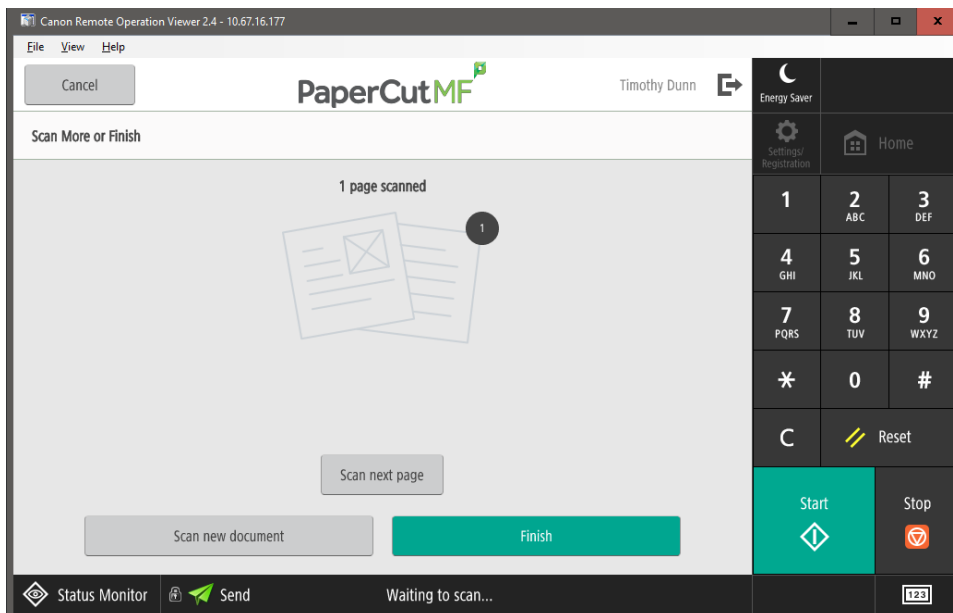 Canon Remote Operation Viewer 2.4 - 10.67.16.177
File View Help
Cancel
PaperCutMF
Timothy Dunn
Scan More or Finish
1 page scanned
1
Scan next page
Scan new document
Finish
Status Monitor
Send
Waiting to scan...
Energy Saver
Settings/
Registration
Home
1
2
ABC
3
DEF
4
GHI
5
JKL
6
MNO
7
PQRS
8
TUV
9
WXYZ
*
0
#
C
Reset
Start
Stop
123